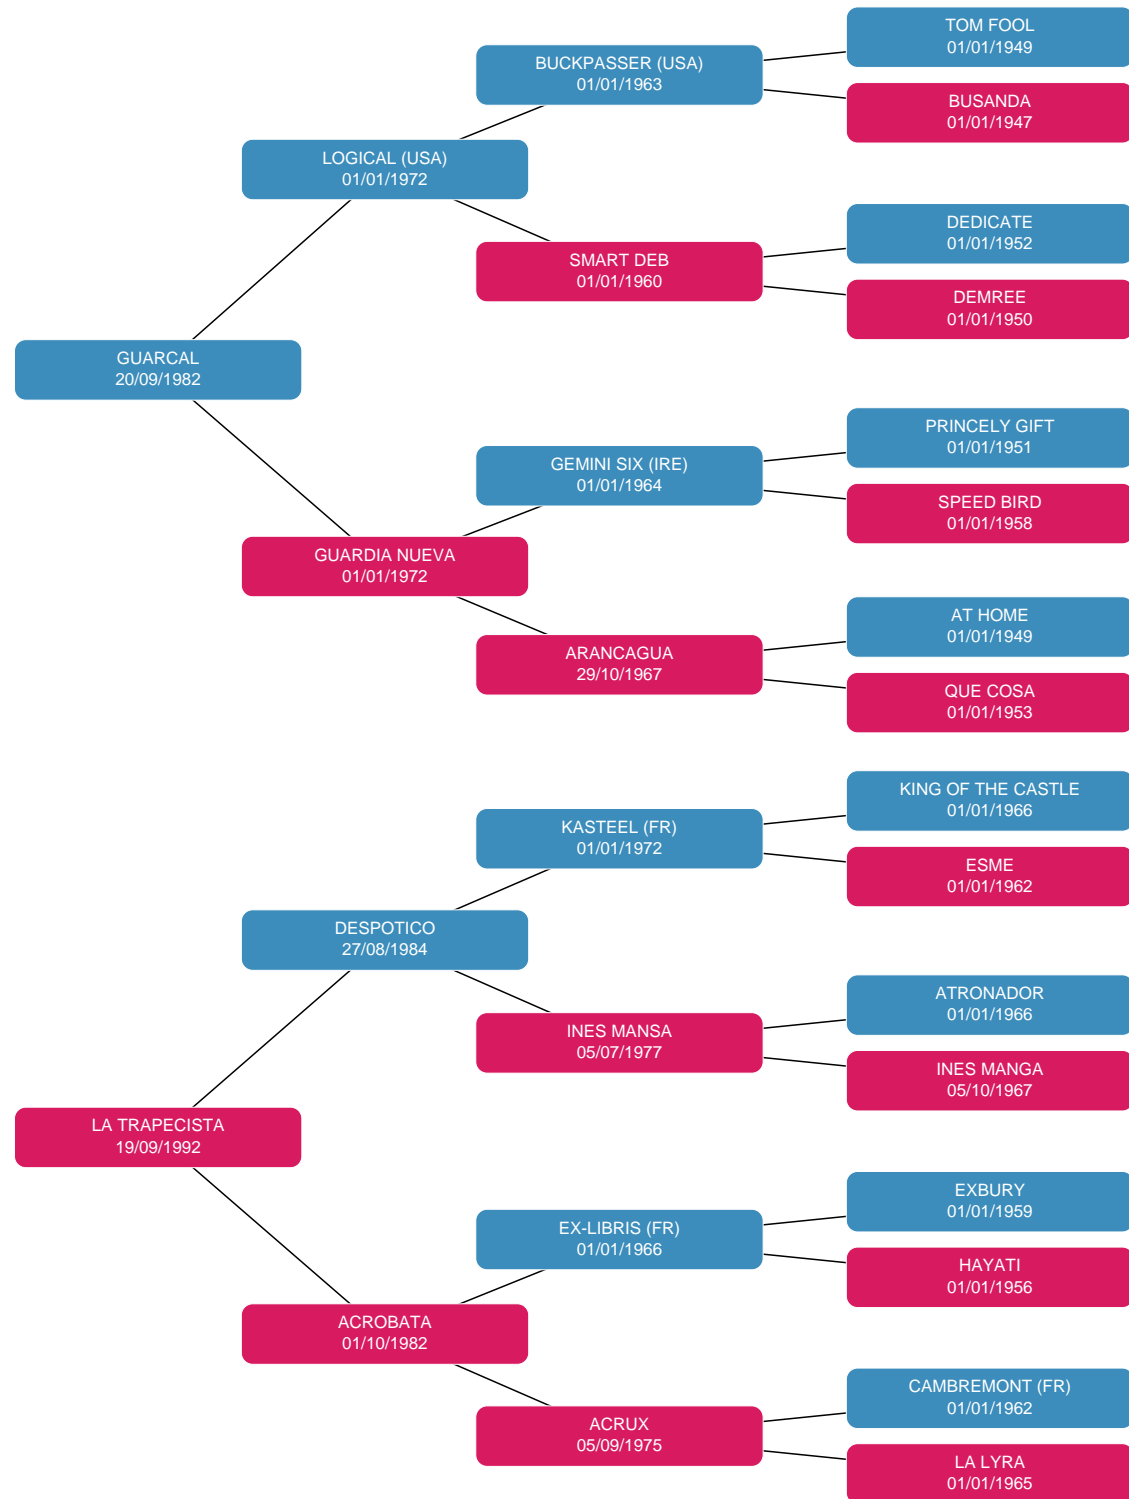 TOM FOOL
01/01/1949
BUCKPASSER (USA)
01/01/1963
BUSANDA
01/01/1947
LOGICAL (USA)
01/01/1972
DEDICATE
01/01/1952
SMART DEB
01/01/1960
DEMREE
01/01/1950
GUARCAL
20/09/1982
PRINCELY GIFT
01/01/1951
GEMINI SIX (IRE)
01/01/1964
SPEED BIRD
01/01/1958
GUARDIA NUEVA
01/01/1972
AT HOME
01/01/1949
ARANCAGUA
29/10/1967
QUE COSA
01/01/1953
KING OF THE CASTLE
01/01/1966
KASTEEL (FR)
01/01/1972
ESME
01/01/1962
DESPOTICO
27/08/1984
ATRONADOR
01/01/1966
INES MANSA
05/07/1977
INES MANGA
05/10/1967
LA TRAPECISTA
19/09/1992
EXBURY
01/01/1959
EX-LIBRIS (FR)
01/01/1966
HAYATI
01/01/1956
ACROBATA
01/10/1982
CAMBREMONT (FR)
01/01/1962
ACRUX
05/09/1975
LA LYRA
01/01/1965